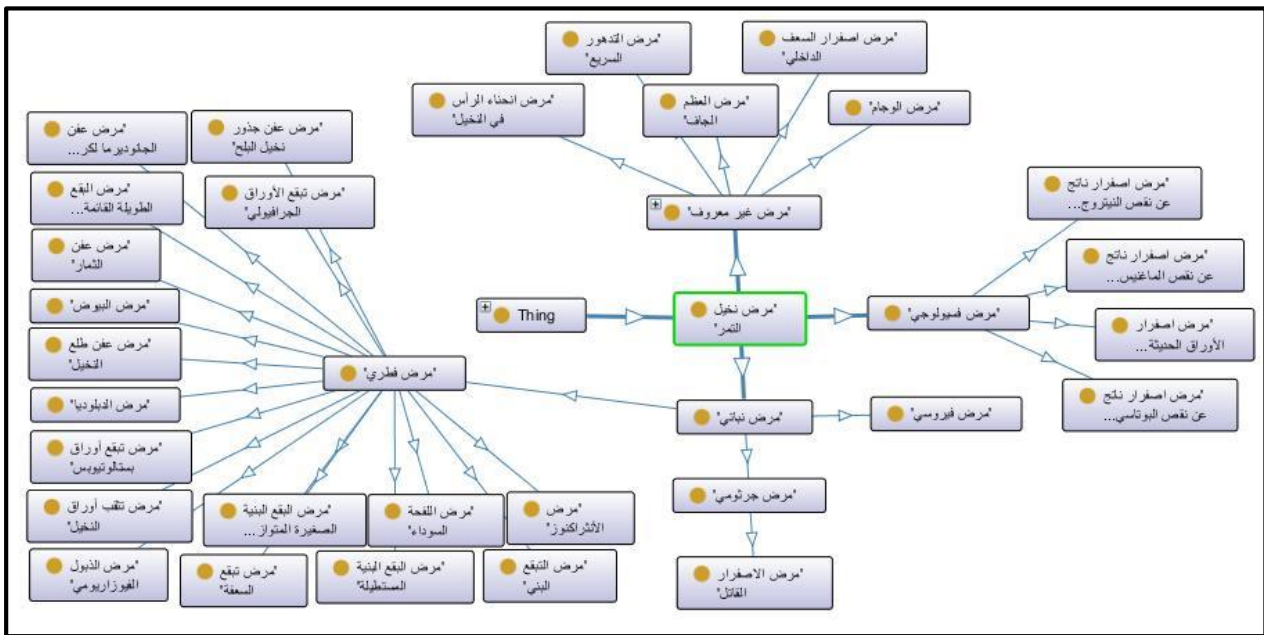 'مرض التدهور
السريع'
'مرض اصفرار السعف
الداخلي'
'مرض انحناء الرأس
في النخيل'
'مرض العظم
الجاف'
'مرض الوجام'
'مرض عفن
الجانوديرما لكر...
'مرض عفن جذور
نخيل البلح'
'مرض البقع
الطويلة القائمة...
'مرض تبقع الأوراق
الجرافيولي'
'مرض غير معروف'
'مرض اصفرار ناتج
عن نقص النيتروج...
'مرض عفن
الثمار'
'مرض اصفرار ناتج
عن نقص الماغنيس...
'مرض البيوض'
Thing
'مرض نخيل
التمر'
'مرض فسيولوجي'
'مرض اصفرار
الأوراق الحديثة...
'مرض عفن طلع
النخيل'
'مرض فطري'
'مرض الدبلوديا'
'مرض نباتي'
'مرض فيروسي'
'مرض اصفرار ناتج
عن نقص البوتاسي...
'مرض تبقع أوراق
بستالوتيوبس'
'مرض جرثومي'
'مرض تثقب أوراق
النخيل'
'مرض البقع البنية
الصغيرة المتواز...
'مرض اللفحة
السوداء'
'مرض
الأنثراكنوز'
'مرض الذبول
الفيوزاريومي'
'مرض تبقع
السعفة'
'مرض البقع البنية
المستطيلة'
'مرض التبقع
البني'
'مرض الاصفرار
القاتل'